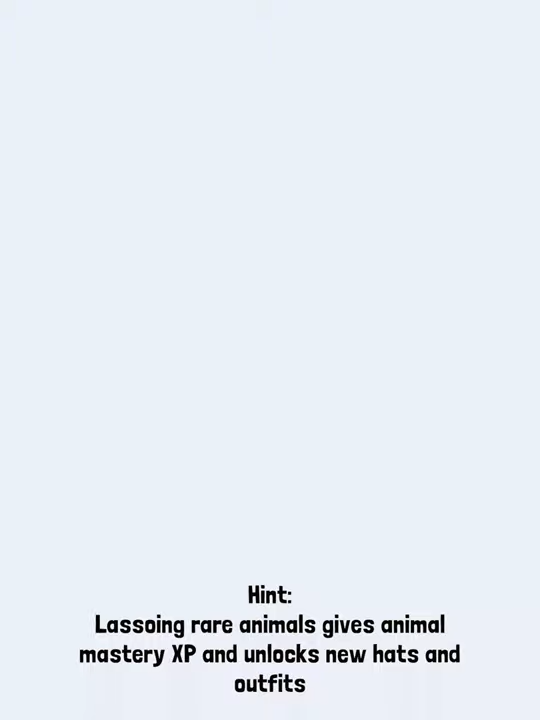 Hint:
Lassoing rare animals gives animal
mastery XP and unlocks new hats and
outfits